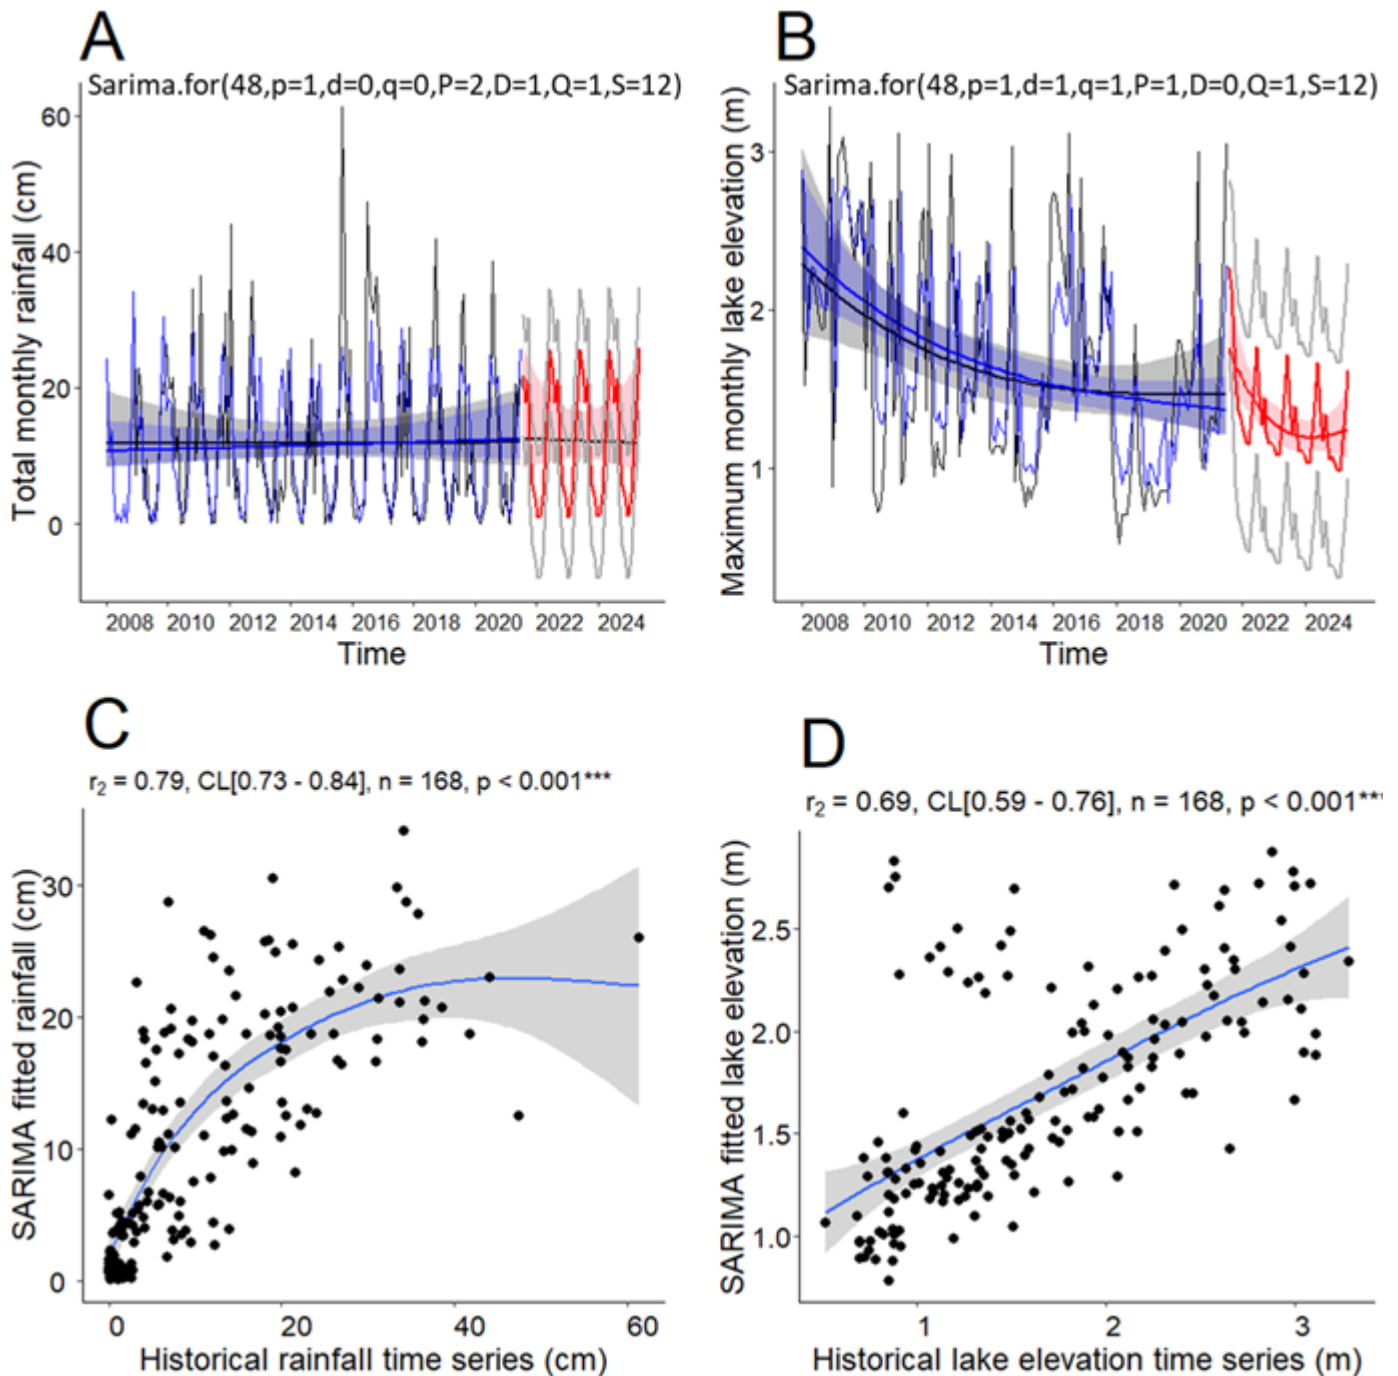 A
B
Sarima.for(48,p=1,d=0,q=0,P=2,D=1,Q=1,S=12)
Sarima.for(48,p=1,d=1,q=1,P=1,D=0,Q=1,S=12)
Total monthly rainfall (cm)
60
40
20
0
2008 2010 2012 2014 2016 2018 2020 2022 2024
Time
Maximum monthly lake elevation (m)
3
2
1
2008 2010 2012 2014 2016 2018 2020 2022 2024
Time
C
r2 = 0.79, CL[0.73 - 0.84], n = 168, p < 0.001***
SARIMA fitted rainfall (cm)
30
20
10
0
0 20 40 60
Historical rainfall time series (cm)
D
r2 = 0.69, CL[0.59 - 0.76], n = 168, p < 0.001***
SARIMA fitted lake elevation (m)
2.5
2.0
1.5
1.0
1 2 3
Historical lake elevation time series (m)